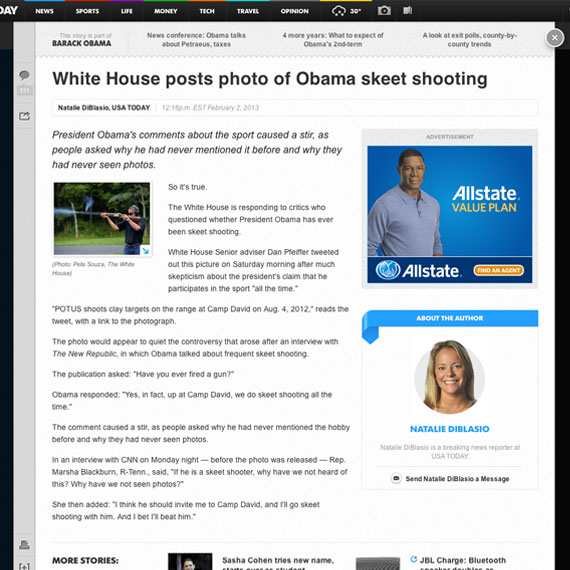 DAY
NEWS
SPORTS
LIFE
MONEY
TECH
TRAVEL
OPINION
30°
This story is part of
BARACK OBAMA
News conference: Obama talks
about Petraeus, taxes
4 more years: What to expect of
Obama's 2nd-term
A look at exit polls, county-by-
county trends
121
White House posts photo of Obama skeet shooting
Natalie DiBlasio, USA TODAY
12:16p.m. EST February 2, 2013
President Obama's comments about the sport caused a stir, as
people asked why he had never mentioned it before and why they
had never seen photos.
(Photo: Pete Souza, The White
House)
So it's true.
The White House is responding to critics who
questioned whether President Obama has ever
been skeet shooting.
White House Senior adviser Dan Pfeiffer tweeted
out this picture on Saturday morning after much
skepticism about the president's claim that he
participates in the sport "all the time."
"POTUS shoots clay targets on the range at Camp David on Aug. 4, 2012," reads the
tweet, with a link to the photograph.
The photo would appear to quiet the controversy that arose after an interview with
The New Republic, in which Obama talked about frequent skeet shooting.
The publication asked: "Have you ever fired a gun?"
Obama responded: "Yes, in fact, up at Camp David, we do skeet shooting all the
time."
The comment caused a stir, as people asked why he had never mentioned the hobby
before and why they had never seen photos.
In an interview with CNN on Monday night — before the photo was released — Rep.
Marsha Blackburn, R-Tenn., said, "If he is a skeet shooter, why have we not heard of
this? Why have we not seen photos?"
She then added: "I think he should invite me to Camp David, and I'll go skeet
shooting with him. And I bet I'll beat him."
ADVERTISEMENT
Allstate
VALUE PLAN
Allstate
FIND AN AGENT
ABOUT THE AUTHOR
NATALIE DIBLASIO
Natalie DiBlasio is a breaking news reporter at
USA TODAY.
Send Natalie DiBlasio a Message
MORE STORIES:
Sasha Cohen tries new name,
starts over as student
JBL Charge: Bluetooth
speaker doubles as